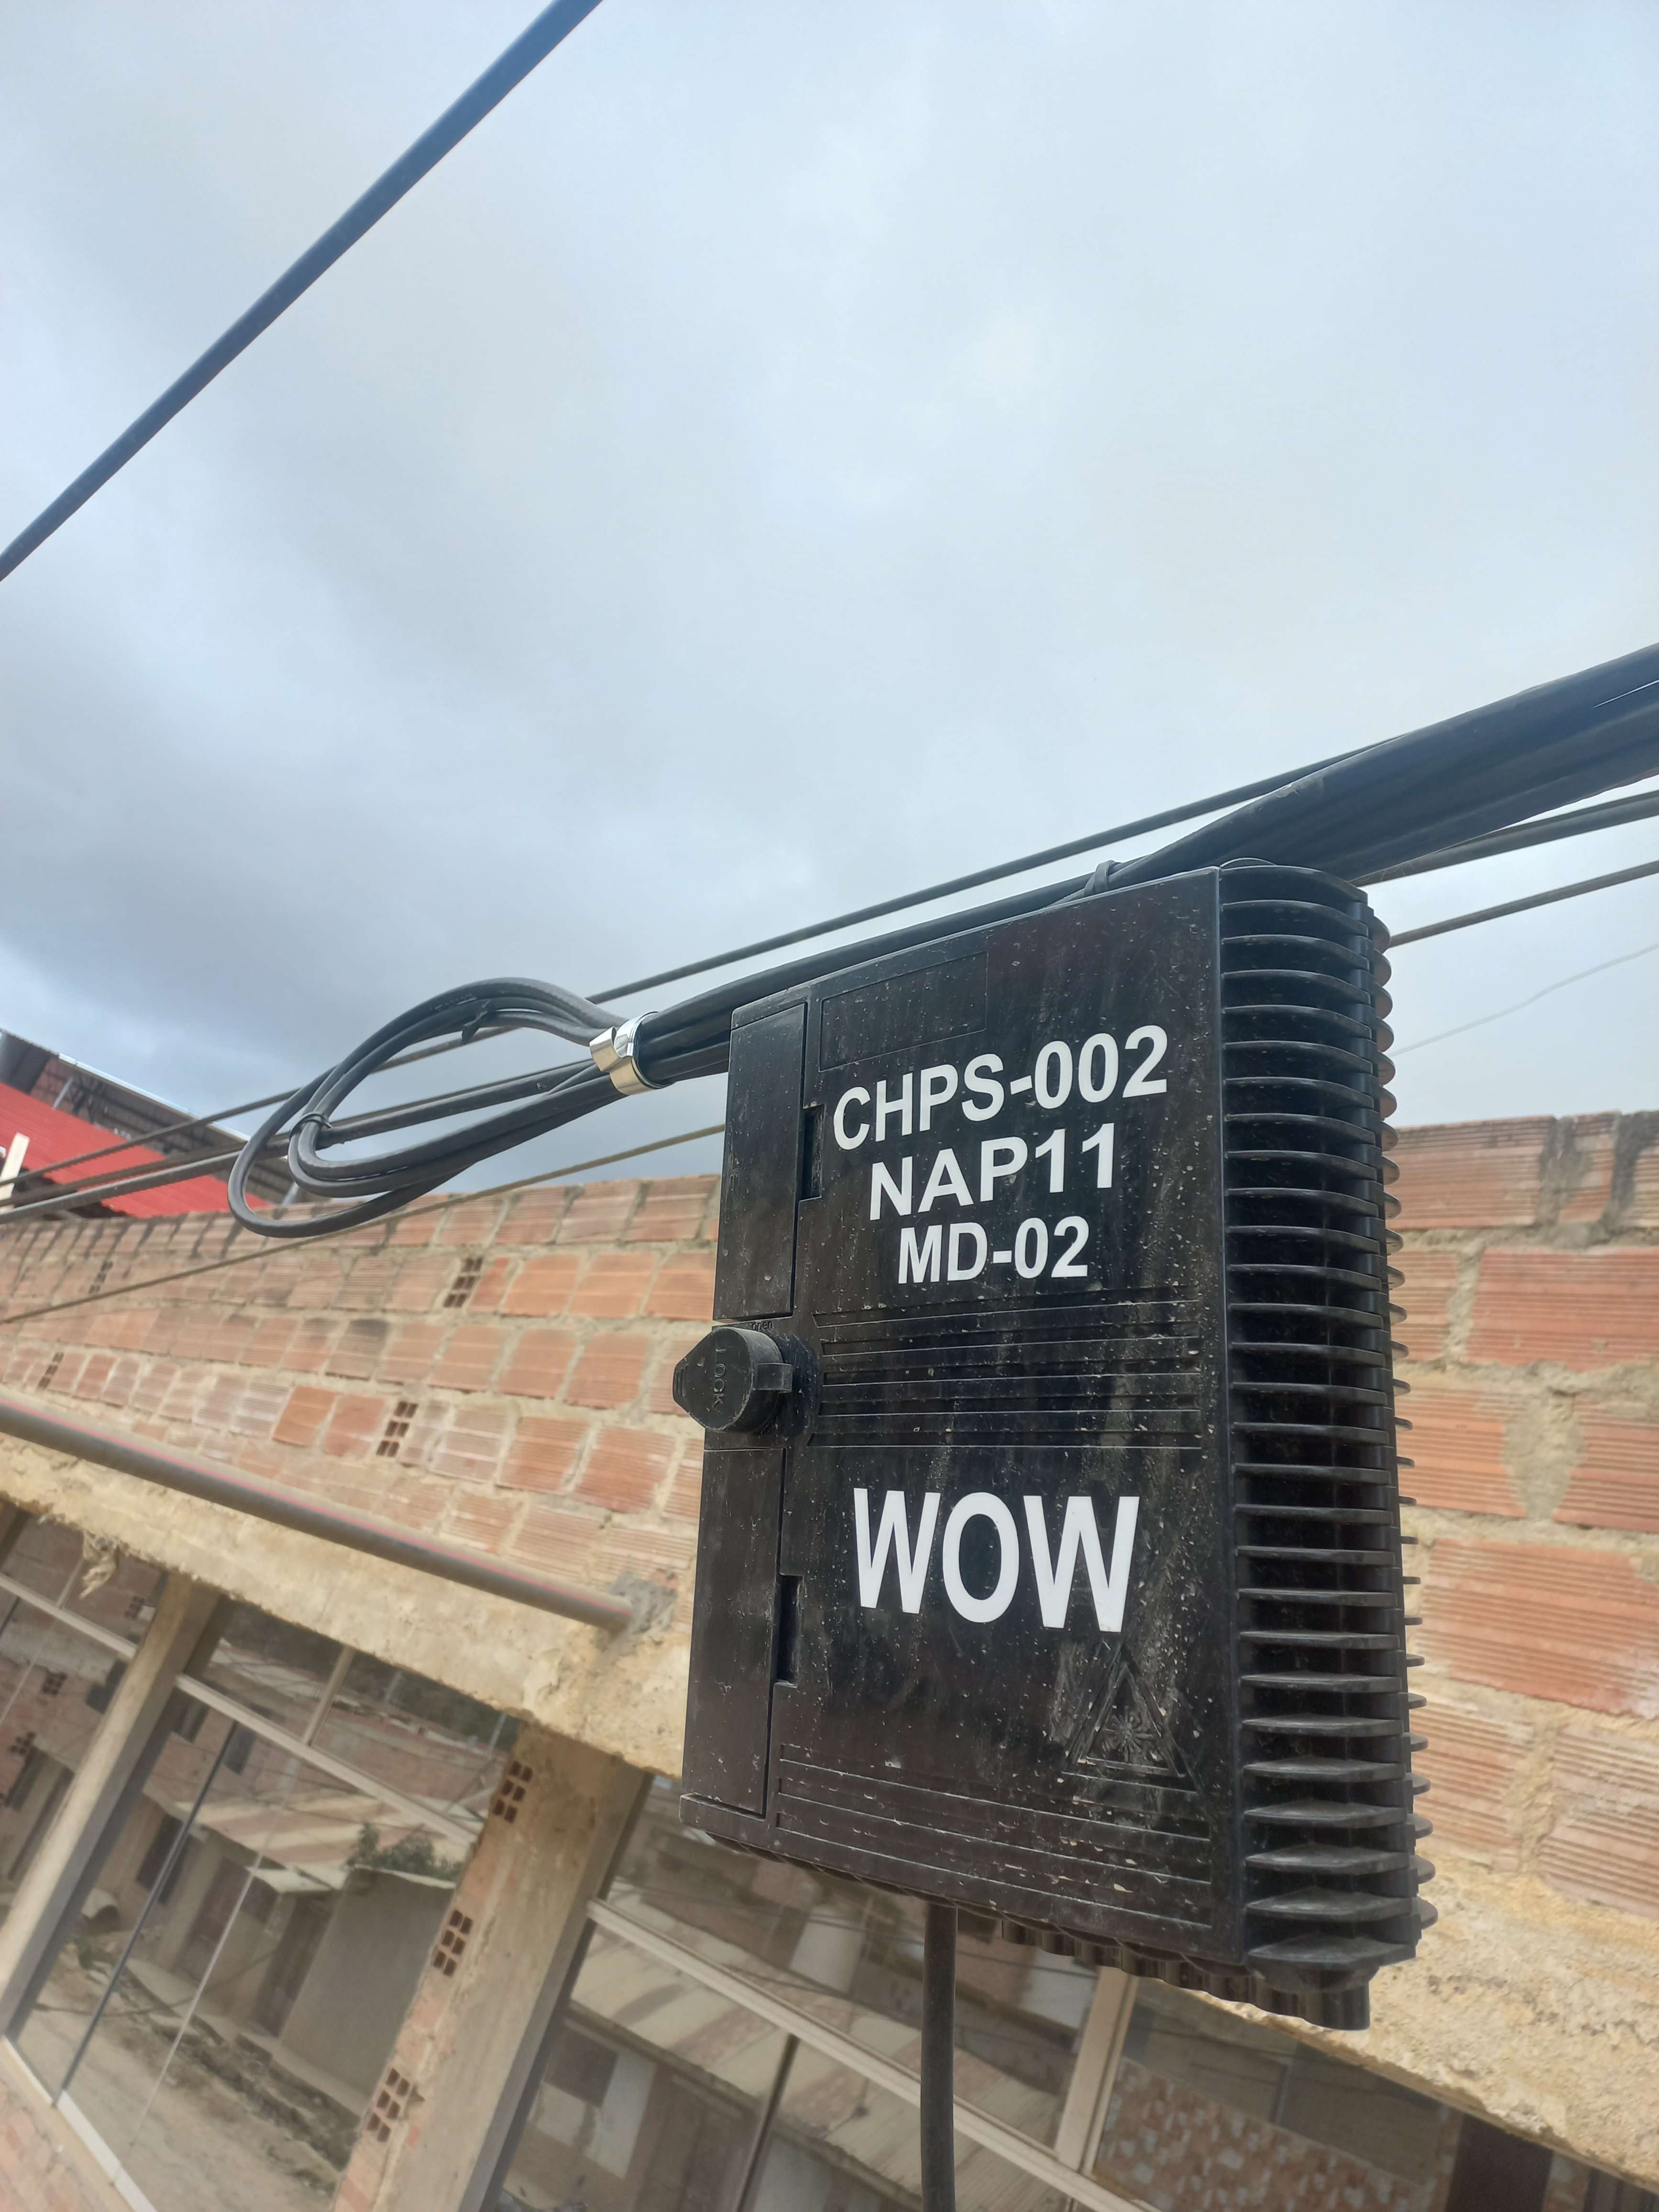 CHPS-002
NAP11
MD-02
LOCK
WOW